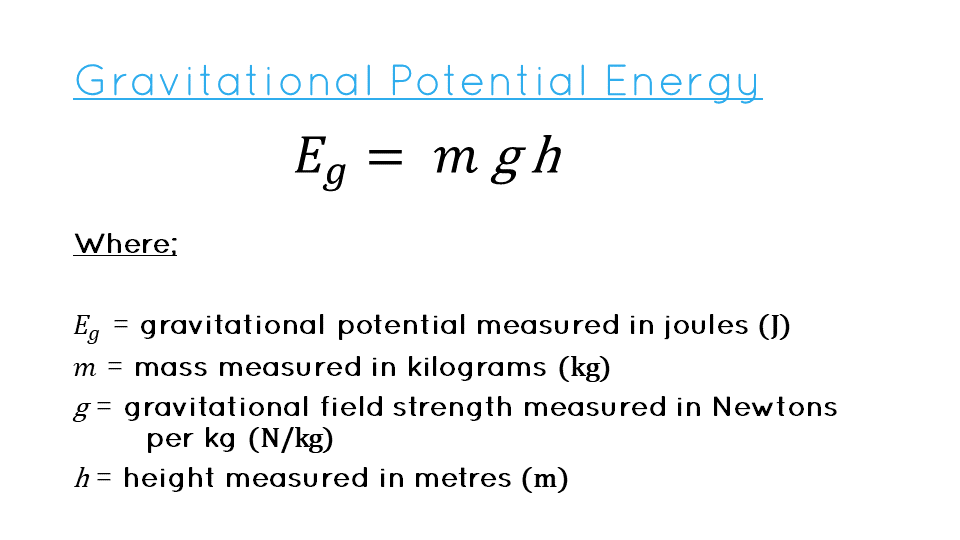 Gravitational Potential Energy
E_g = m g h
Where;
E_g = gravitational potential measured in joules (J)
m = mass measured in kilograms (kg)
g = gravitational field strength measured in Newtons
per kg (N/kg)
h = height measured in metres (m)